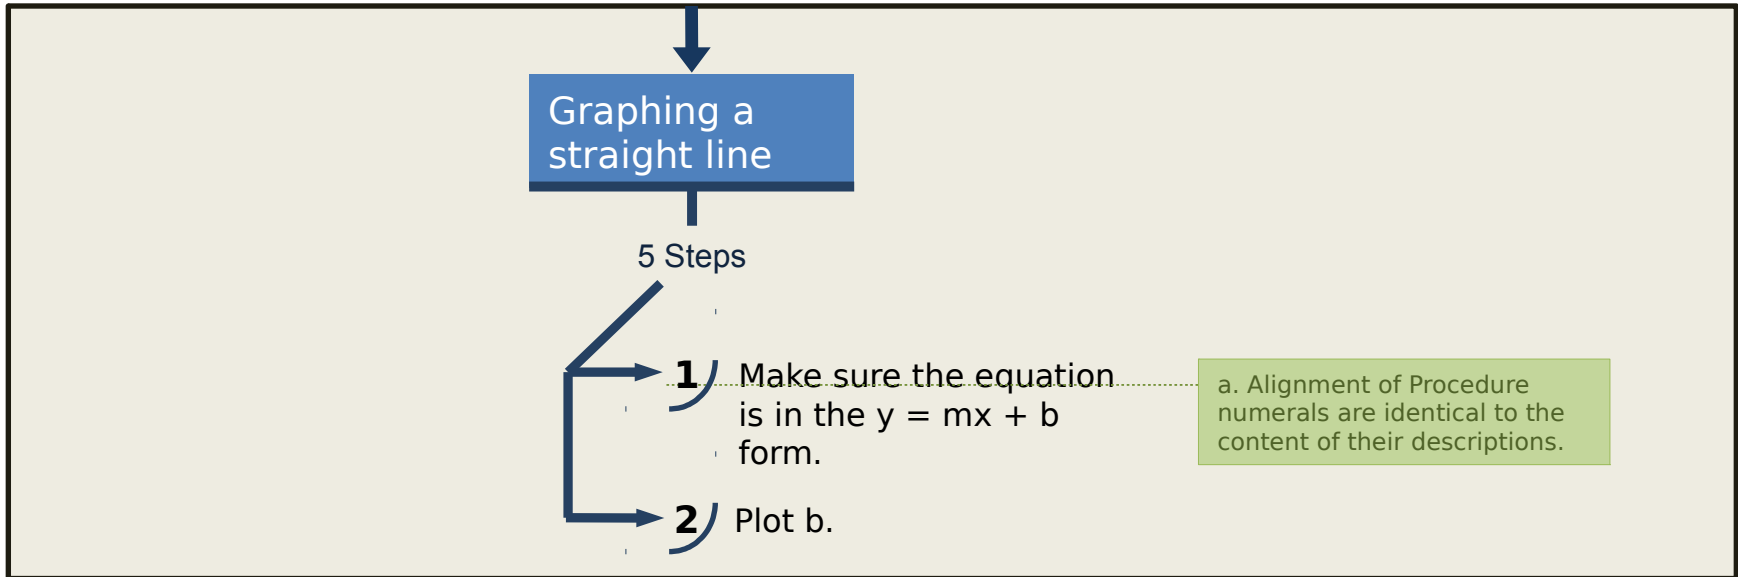 Graphing a
straight line
5 Steps
1 Make sure the equation
is in the y = mx + b
form.
a. Alignment of Procedure
numerals are identical to the
content of their descriptions.
2 Plot b.